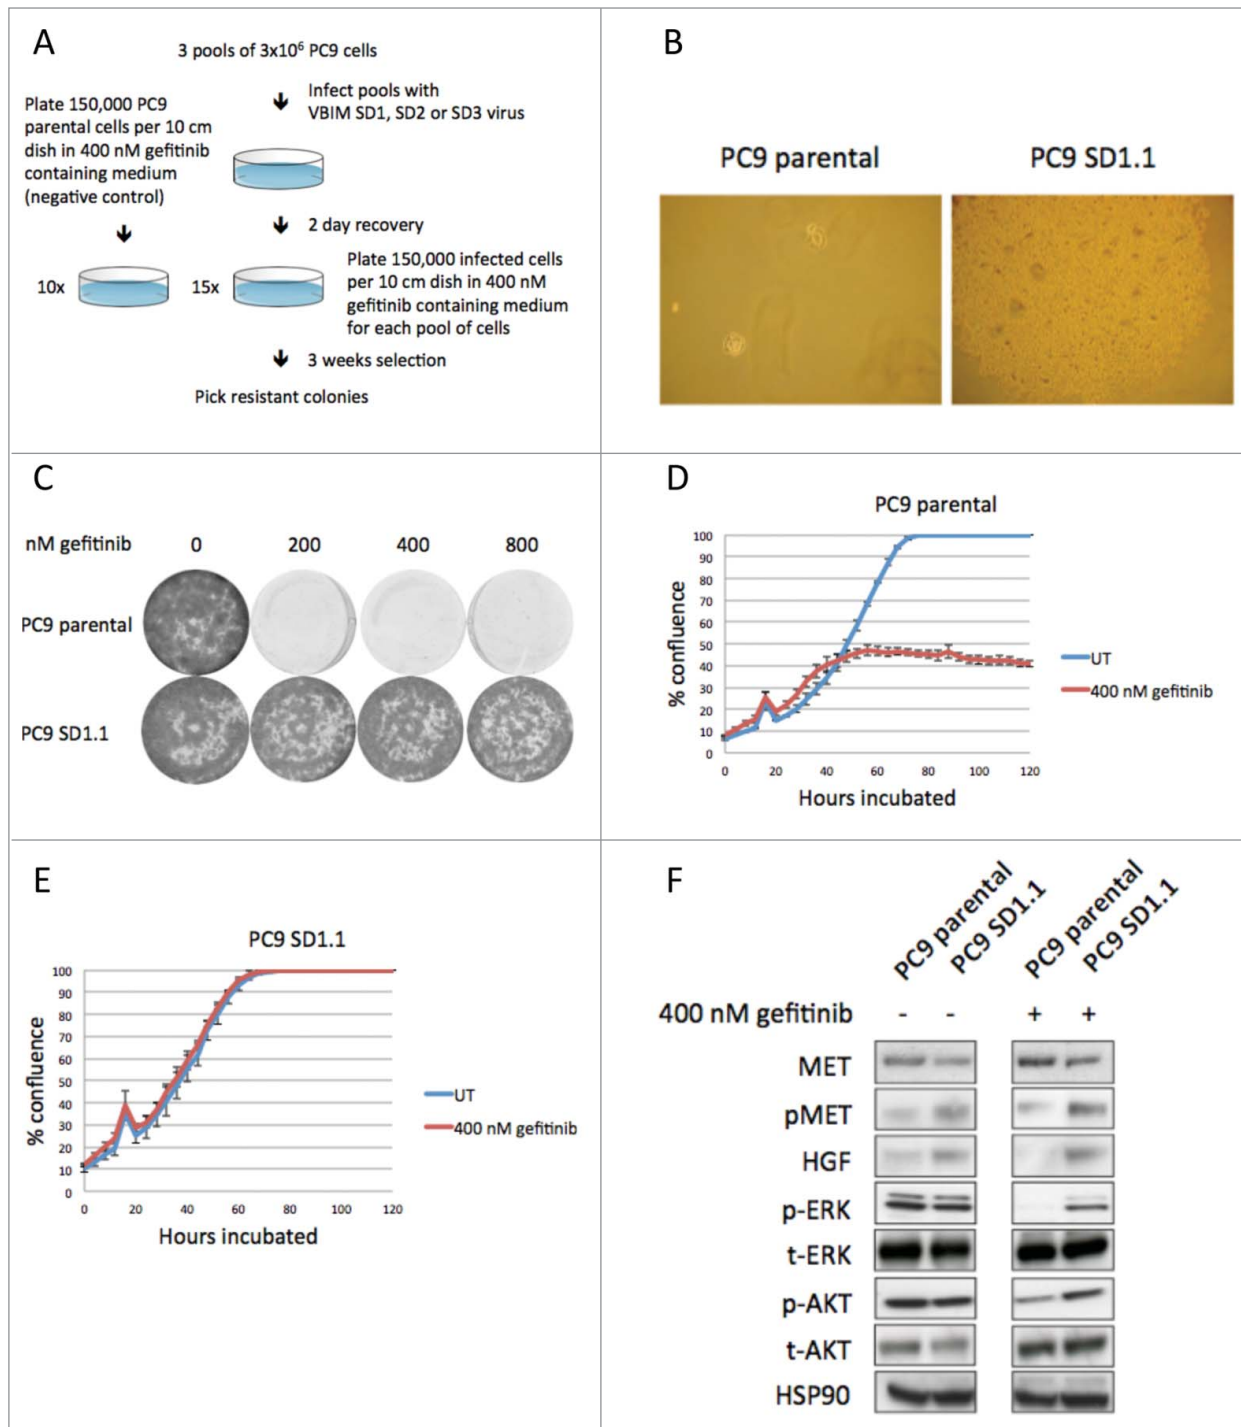 A
3 pools of 3x10⁶ PC9 cells
Infect pools with
VBIM SD1, SD2 or SD3 virus
Plate 150,000 PC9
parental cells per 10 cm
dish in 400 nM gefitinib
containing medium
(negative control)
2 day recovery
10x
15x
Plate 150,000 infected cells
per 10 cm dish in 400 nM
gefitinib containing medium
for each pool of cells
3 weeks selection
Pick resistant colonies
B
PC9 parental PC9 SD1.1
C
nM gefitinib 0 200 400 800
PC9 parental
PC9 SD1.1
D
PC9 parental
% confluence
100
90
80
70
60
50
40
30
20
10
0
0 20 40 60 80 100 120
Hours incubated
UT
400 nM gefitinib
E
PC9 SD1.1
% confluence
100
90
80
70
60
50
40
30
20
10
0
0 20 40 60 80 100 120
Hours incubated
UT
400 nM gefitinib
F
PC9 parental
PC9 SD1.1
PC9 parental
PC9 SD1.1
400 nM gefitinib - - + +
MET
pMET
HGF
p-ERK
t-ERK
p-AKT
t-AKT
HSP90